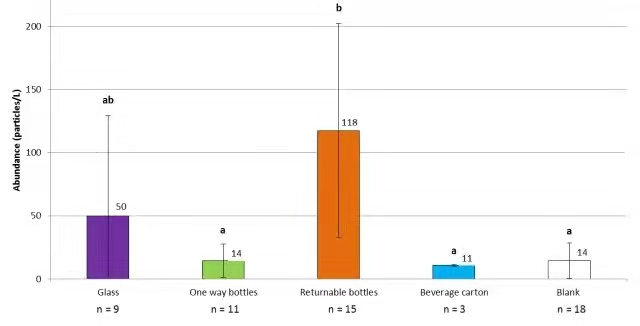 b
200
150
Abundance (particles/L)
ab
118
100
50
50
a
14
a
11
a
14
0
Glass One way bottles Returnable bottles Beverage carton Blank
n = 9 n = 11 n = 15 n = 3 n = 18